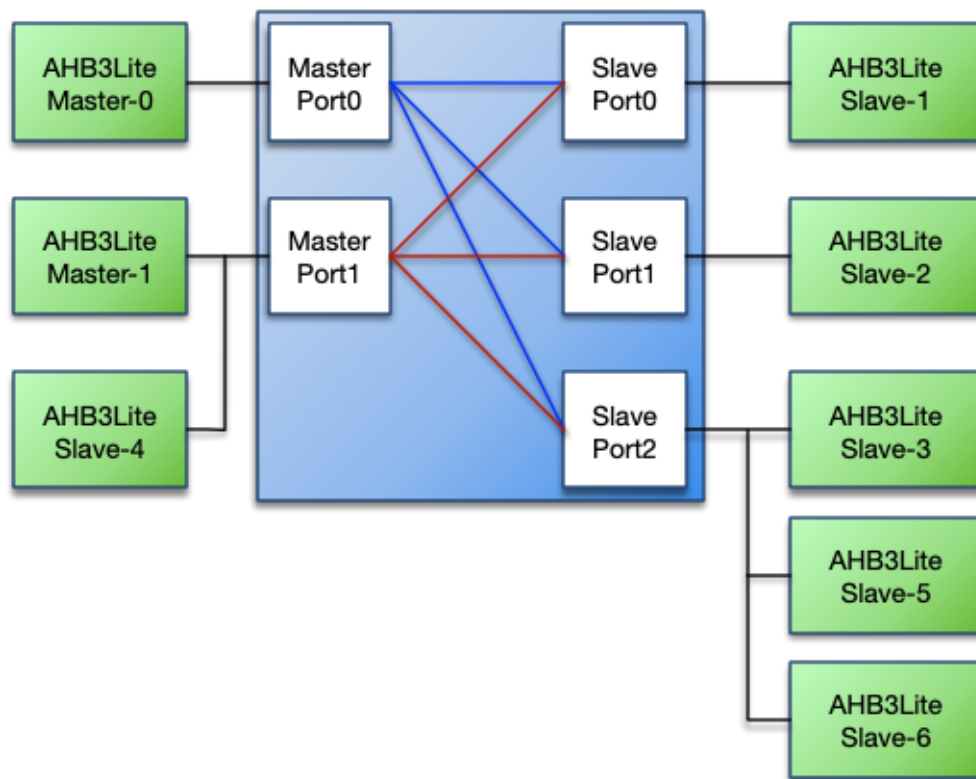 AHB3Lite
Master-0
Master
Port0
Slave
Port0
AHB3Lite
Slave-1
AHB3Lite
Master-1
Master
Port1
Slave
Port1
AHB3Lite
Slave-2
AHB3Lite
Slave-4
Slave
Port2
AHB3Lite
Slave-3
AHB3Lite
Slave-5
AHB3Lite
Slave-6